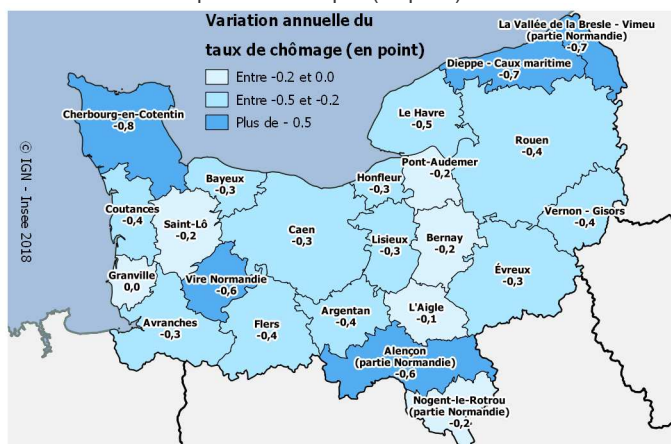 Variation annuelle du
taux de chômage (en point)
Entre -0.2 et 0.0
Entre -0.5 et -0.2
Plus de - 0.5
La Vallée de la Bresle - Vimeu
(partie Normandie)
-0,7
Dieppe - Caux maritime
-0,7
Cherbourg-en-Cotentin
-0,8
Le Havre
-0,5
Rouen
-0,4
Pont-Audemer
-0,2
Honfleur
-0,3
Bayeux
-0,3
Coutances
-0,4
Saint-Lô
-0,2
Caen
-0,3
Lisieux
-0,3
Bernay
-0,2
Vernon - Gisors
-0,4
Évreux
-0,3
Granville
0,0
Vire Normandie
-0,6
Avranches
-0,3
Flers
-0,4
Argentan
-0,4
L'Aigle
-0,1
Alençon
(partie Normandie)
-0,6
Nogent-le-Rotrou
(partie Normandie)
-0,2
© IGN - Insee 2018